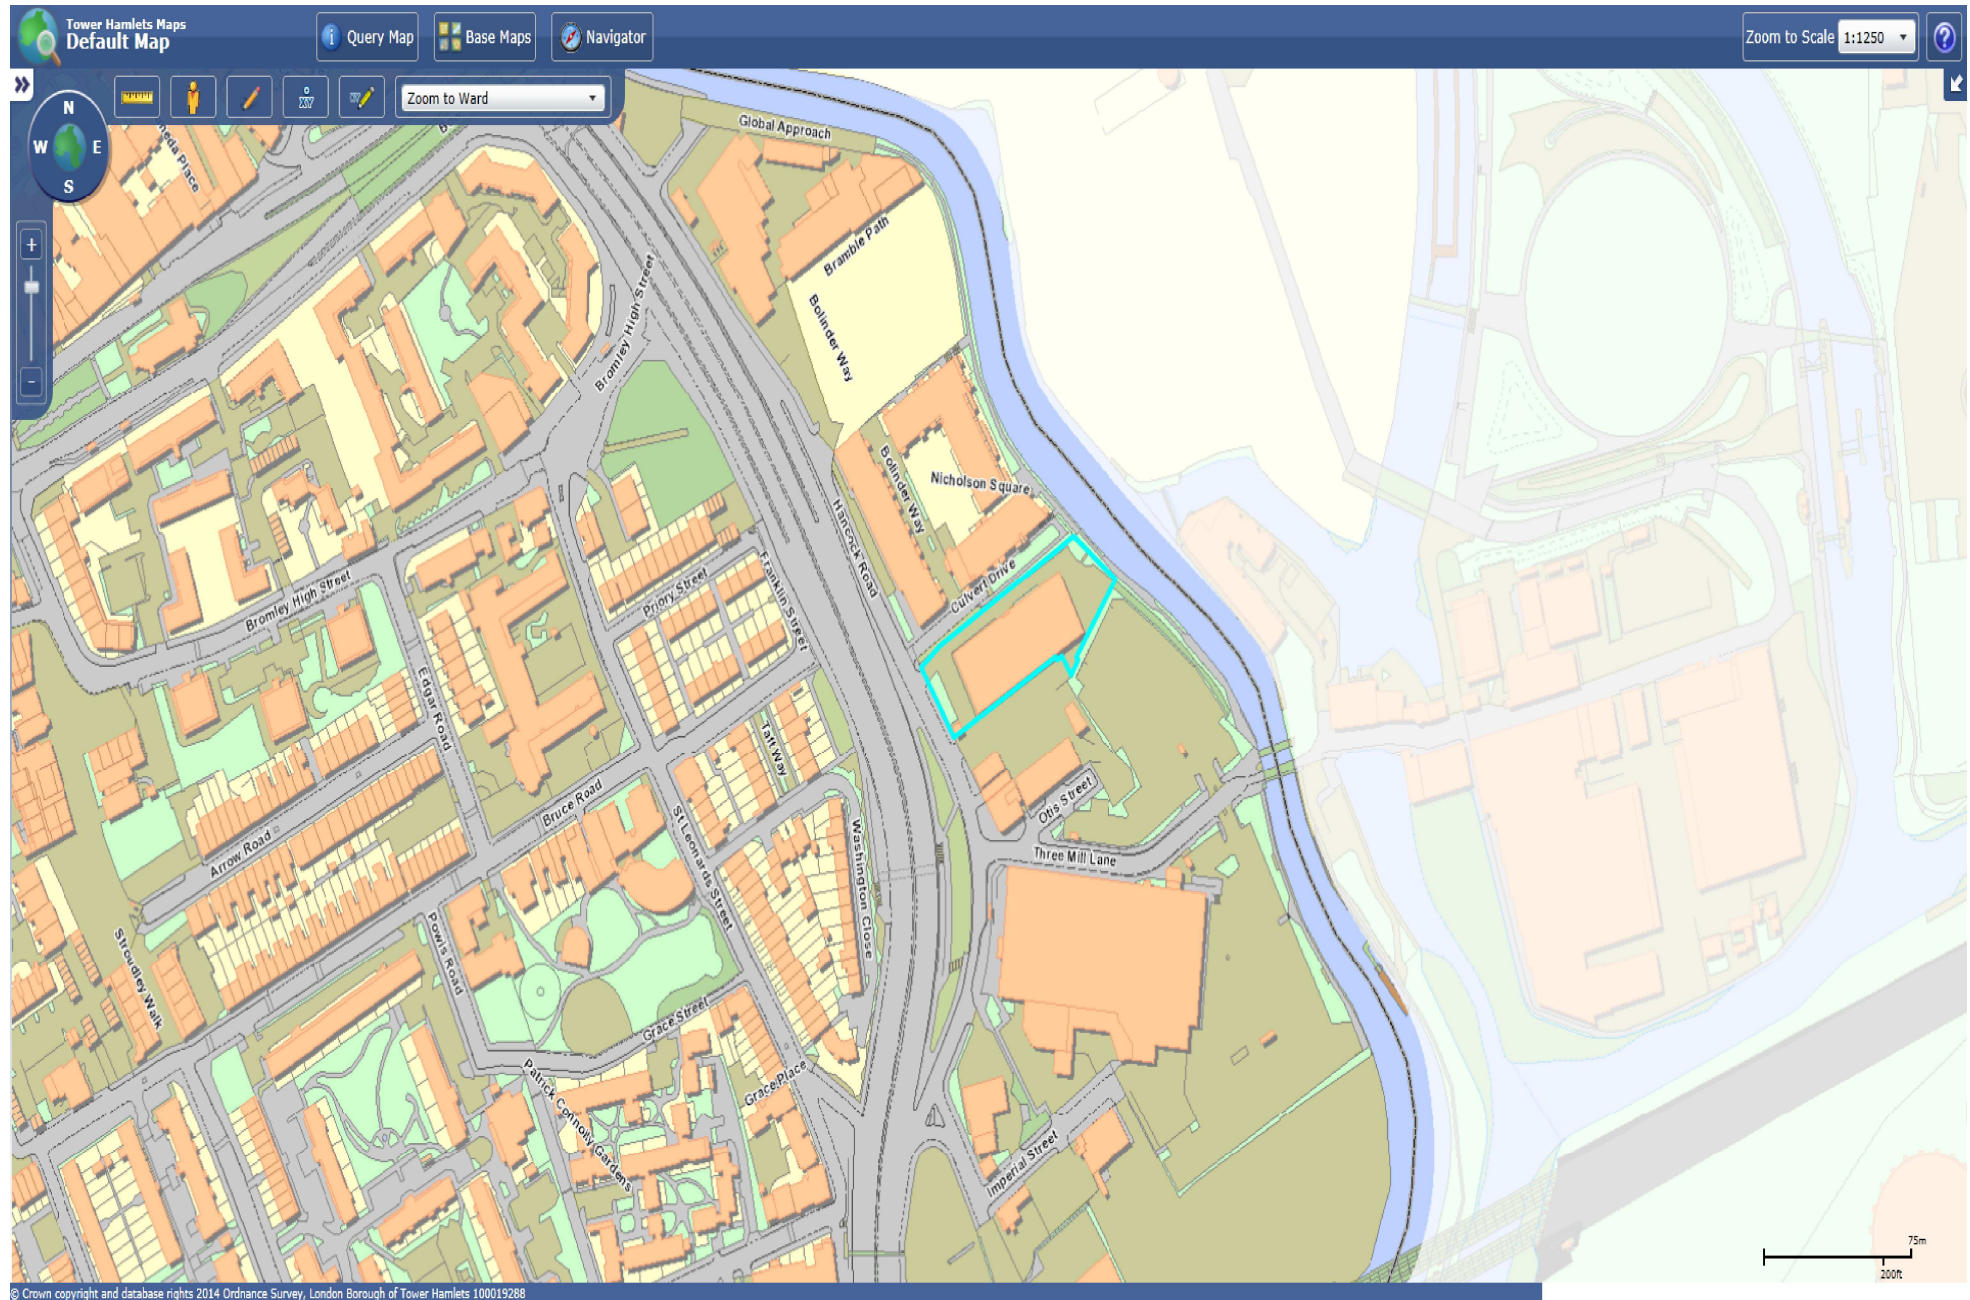 Tower Hamlets Maps
Default Map
Query Map
Base Maps
Navigator
Zoom to Scale 1:1250
?
N
W E
S
XY
Zoom to Ward
+
-
Place
Global Approach
Bramble Path
Bolinder Way
Bromley High Street
Bolinder Way
Nicholson Square
Hancock Road
Culvert Drive
Franklin Street
Priory Street
Bromley High Street
Edgar Road
Taft Way
Otis Street
Three Mill Lane
Bruce Road
St Leonards Street
Washington Close
Arrow Road
Stroudley Walk
Powis Road
Grace Street
Grace Place
Patrick Connolly Gardens
Imperial Street
75m
200ft
© Crown copyright and database rights 2014 Ordnance Survey, London Borough of Tower Hamlets 100019288